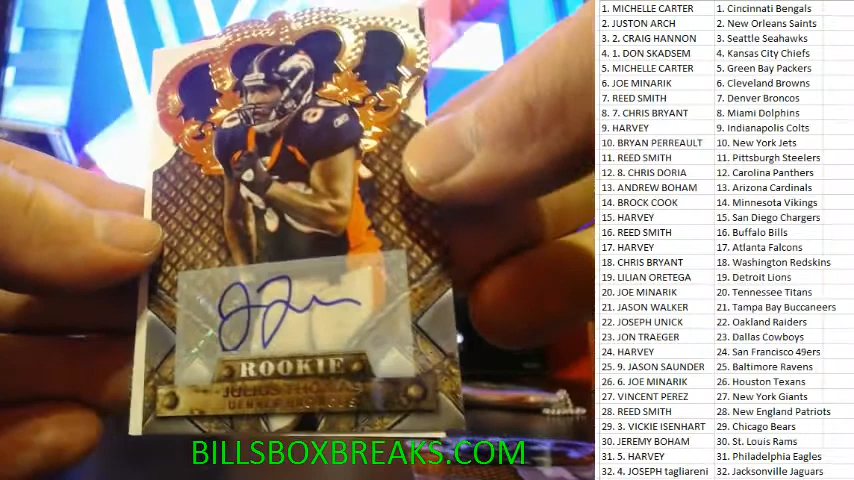 ROOKIE
JULIUS THOMAS
DENVER BRONCOS
BILLSBOXBREAKS.COM
1. MICHELLE CARTER 1. Cincinnati Bengals
2. JUSTON ARCH 2. New Orleans Saints
3. 2. CRAIG HANNON 3. Seattle Seahawks
4. 1. DON SKADSEM 4. Kansas City Chiefs
5. MICHELLE CARTER 5. Green Bay Packers
6. JOE MINARIK 6. Cleveland Browns
7. REED SMITH 7. Denver Broncos
8. 7. CHRIS BRYANT 8. Miami Dolphins
9. HARVEY 9. Indianapolis Colts
10. BRYAN PERREAULT 10. New York Jets
11. REED SMITH 11. Pittsburgh Steelers
12. 8. CHRIS DORIA 12. Carolina Panthers
13. ANDREW BOHAM 13. Arizona Cardinals
14. BROCK COOK 14. Minnesota Vikings
15. HARVEY 15. San Diego Chargers
16. REED SMITH 16. Buffalo Bills
17. HARVEY 17. Atlanta Falcons
18. CHRIS BRYANT 18. Washington Redskins
19. LILIAN ORETEGA 19. Detroit Lions
20. JOE MINARIK 20. Tennessee Titans
21. JASON WALKER 21. Tampa Bay Buccaneers
22. JOSEPH UNICK 22. Oakland Raiders
23. JON TRAEGER 23. Dallas Cowboys
24. HARVEY 24. San Francisco 49ers
25. 9. JASON SAUNDER 25. Baltimore Ravens
26. 6. JOE MINARIK 26. Houston Texans
27. VINCENT PEREZ 27. New York Giants
28. REED SMITH 28. New England Patriots
29. 3. VICKIE ISENHART 29. Chicago Bears
30. JEREMY BOHAM 30. St. Louis Rams
31. 5. HARVEY 31. Philadelphia Eagles
32. 4. JOSEPH tagliareni 32. Jacksonville Jaguars